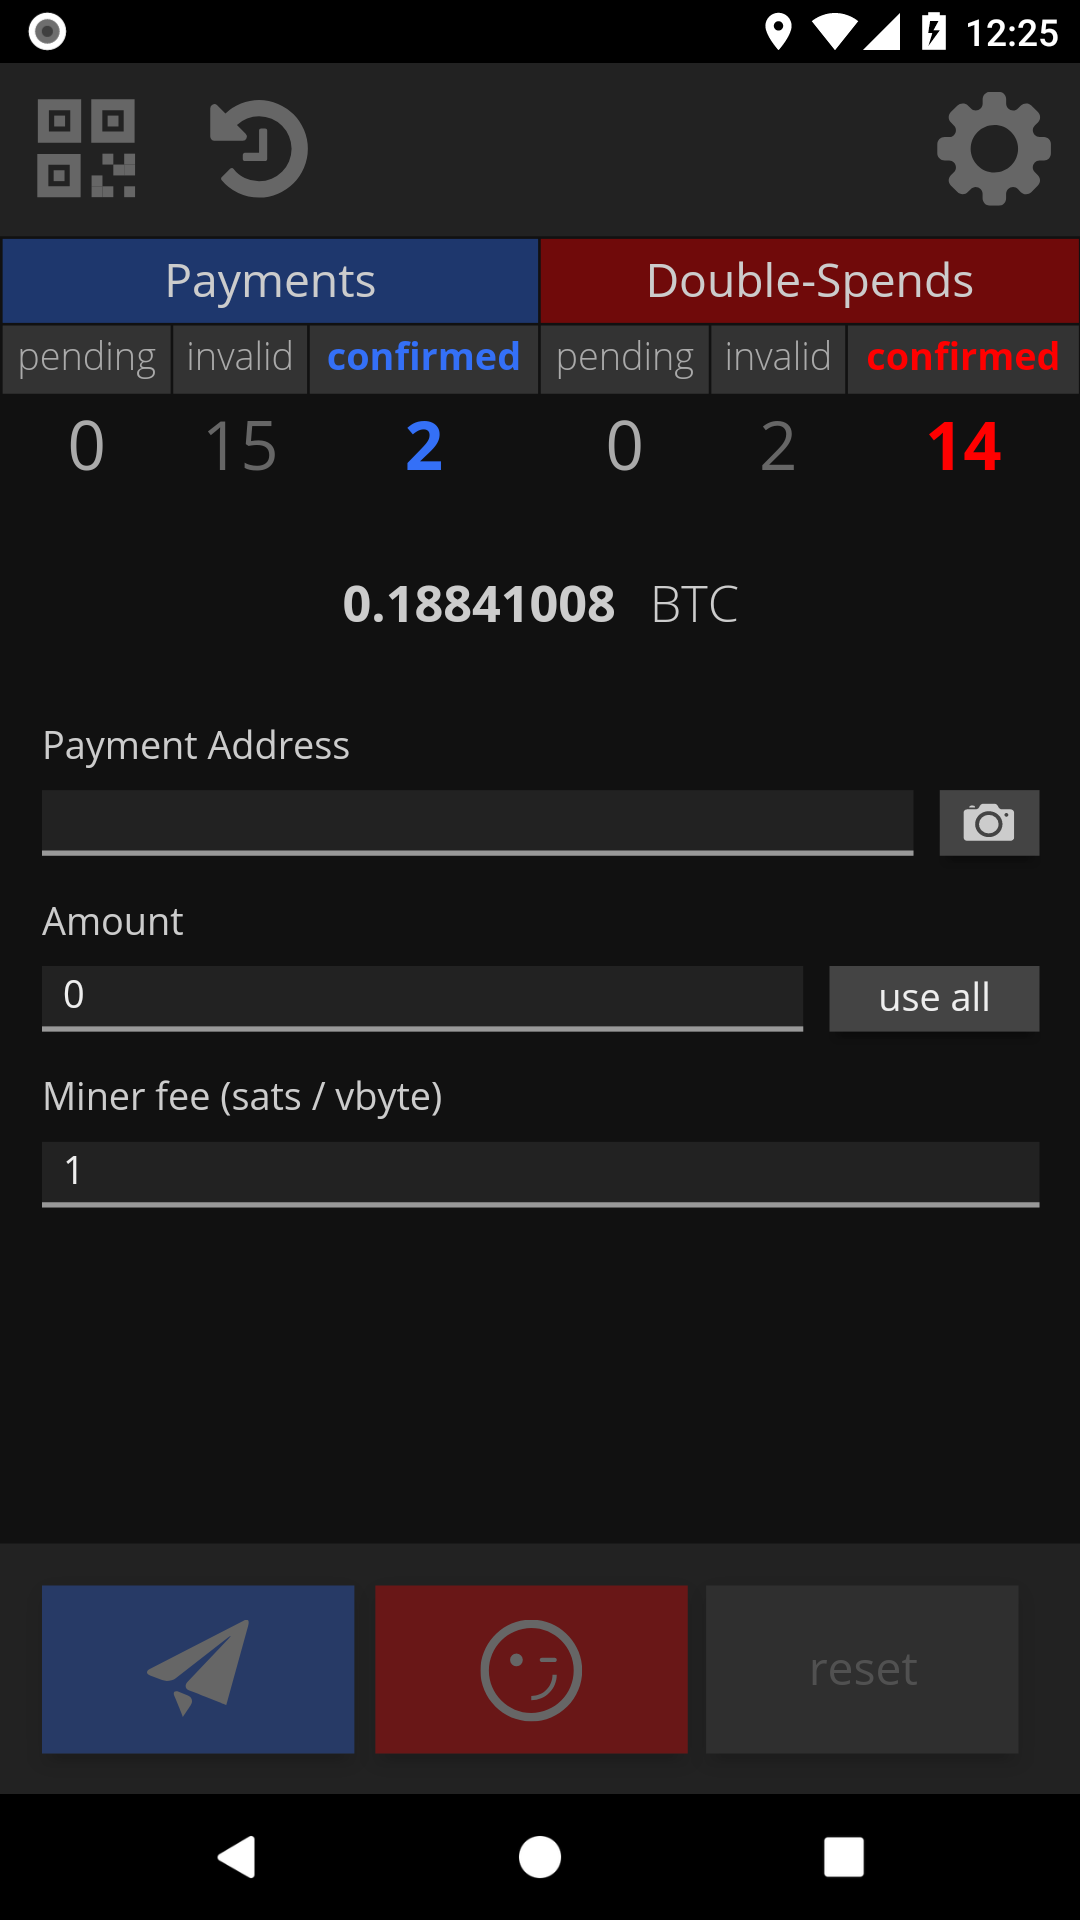 12:25
Payments Double-Spends
pending invalid confirmed pending invalid confirmed
0 15 2 0 2 14
0.18841008 BTC
Payment Address
Amount
0 use all
Miner fee (sats / vbyte)
1
reset